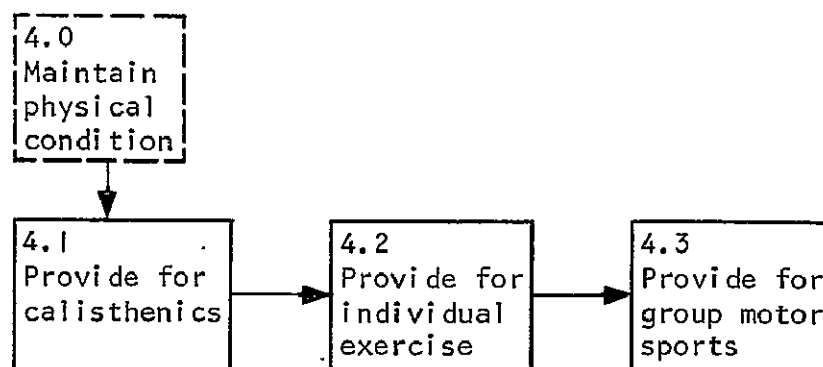 4.0
Maintain
physical
condition
4.1
Provide for
calisthenics
4.2
Provide for
individual
exercise
4.3
Provide for
group motor
sports